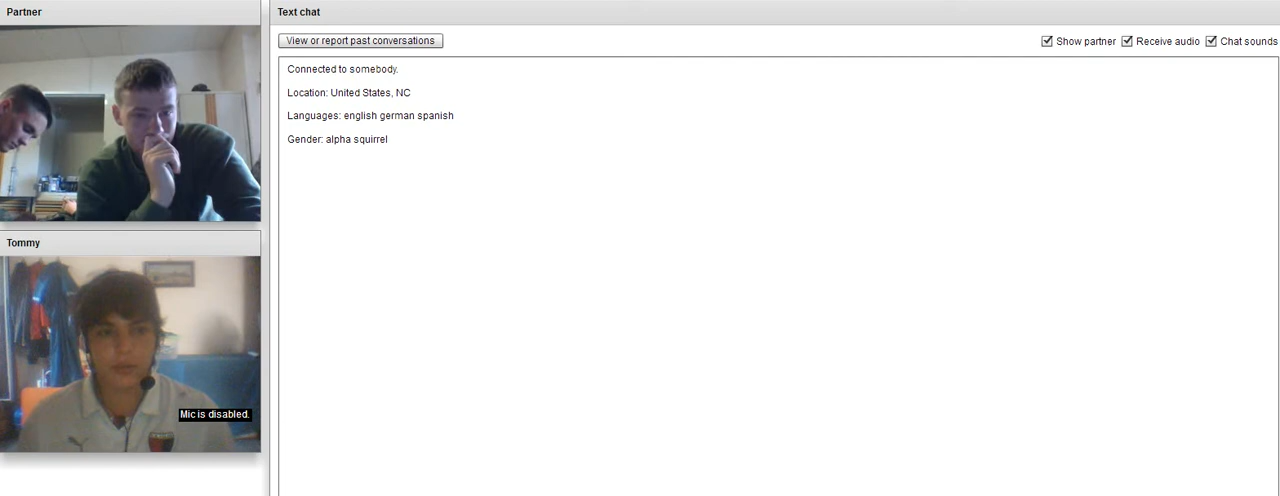 Partner
Text chat
View or report past conversations
Show partner
Receive audio
Chat sounds
Connected to somebody.
Location: United States, NC
Languages: english german spanish
Gender: alpha squirrel
Tommy
Mic is disabled.